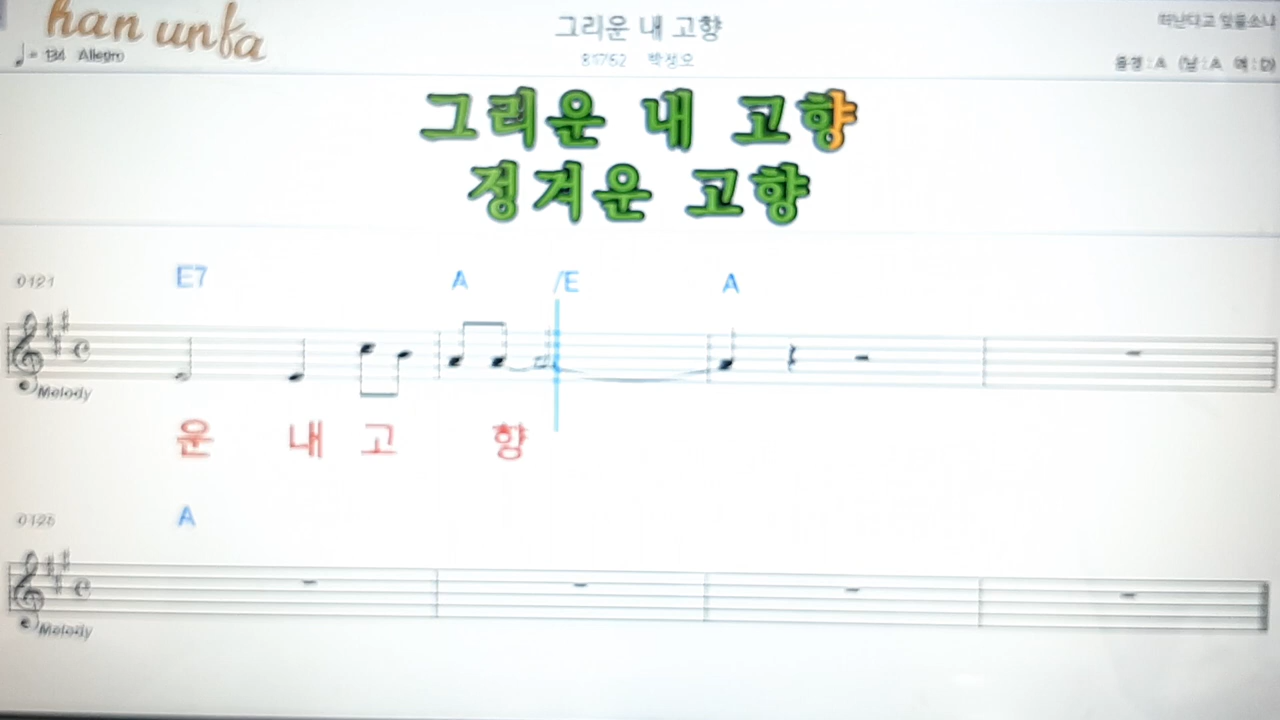 han unfa
그리운 내 고향
떠난다고 잊을소냐
♩= 134 Allegro
81762 박정오
음정:A (남:A 여:D)
그리운 내 고향
정겨운 고향
0121 E7 A /E A
Melody
운 내 고 향
0125 A
Melody